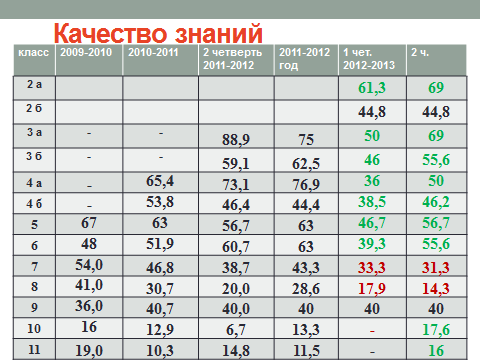 Качество знаний
класс 2009-2010 2010-2011 2 четверть 2011-2012 2011-2012 год 1 чет. 2012-2013 2 ч.
2 а 61,3 69
2 б 44,8 44,8
3 а - - 88,9 75 50 69
3 б - - 59,1 62,5 46 55,6
4 а - 65,4 73,1 76,9 36 50
4 б - 53,8 46,4 44,4 38,5 46,2
5 67 63 56,7 63 46,7 56,7
6 48 51,9 60,7 63 39,3 55,6
7 54,0 46,8 38,7 43,3 33,3 31,3
8 41,0 30,7 20,0 28,6 17,9 14,3
9 36,0 40,7 40,0 40 40 40
10 16 12,9 6,7 13,3 - 17,6
11 19,0 10,3 14,8 11,5 - 16